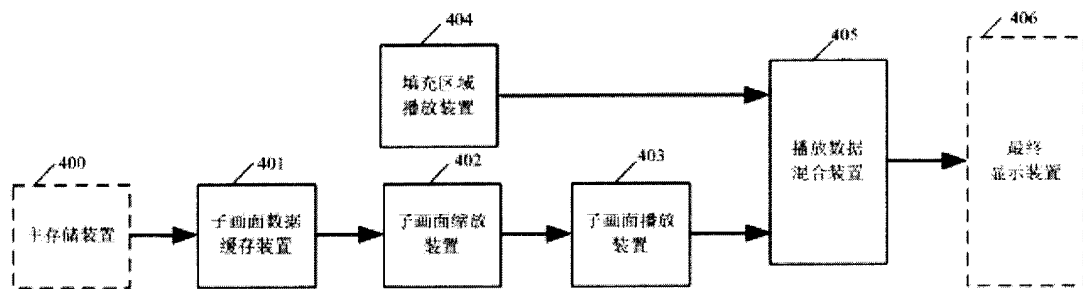 404
填充区域
播放装置
405
播放数据
混合装置
406
最终
显示装置
400
主存储装置
401
子画面数据
缓存装置
402
子画面缩放
装置
403
子画面播放
装置